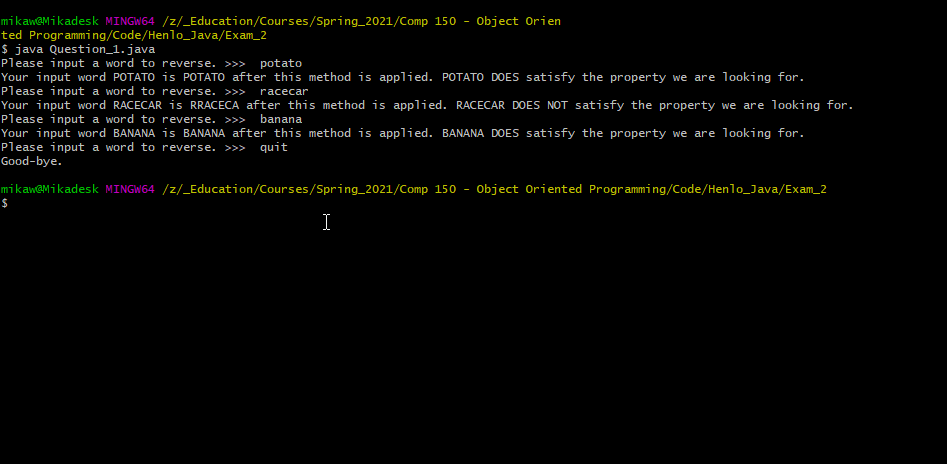 mikaw@Mikadesk MINGW64 /z/_Education/Courses/Spring_2021/Comp 150 - Object Orien
ted Programming/Code/Henlo_Java/Exam_2
$ java Question_1.java
Please input a word to reverse. >>>  potato
Your input word POTATO is POTATO after this method is applied. POTATO DOES satisfy the property we are looking for.
Please input a word to reverse. >>>  racecar
Your input word RACECAR is RRACECA after this method is applied. RACECAR DOES NOT satisfy the property we are looking for.
Please input a word to reverse. >>>  banana
Your input word BANANA is BANANA after this method is applied. BANANA DOES satisfy the property we are looking for.
Please input a word to reverse. >>>  quit
Good-bye.
mikaw@Mikadesk MINGW64 /z/_Education/Courses/Spring_2021/Comp 150 - Object Oriented Programming/Code/Henlo_Java/Exam_2
$